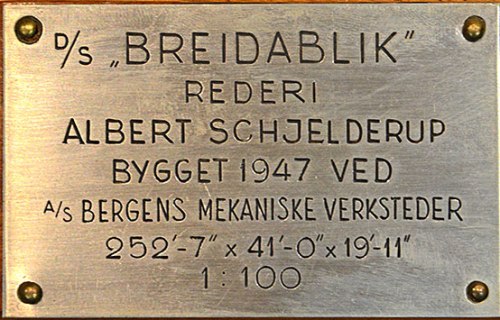 D/S „BREIDABLIK”
REDERI
ALBERT SCHJELDERUP
BYGGET 1947 VED
A/S BERGENS MEKANISKE VERKSTEDER
252'-7" x 41'-0" x 19'-11"
1:100